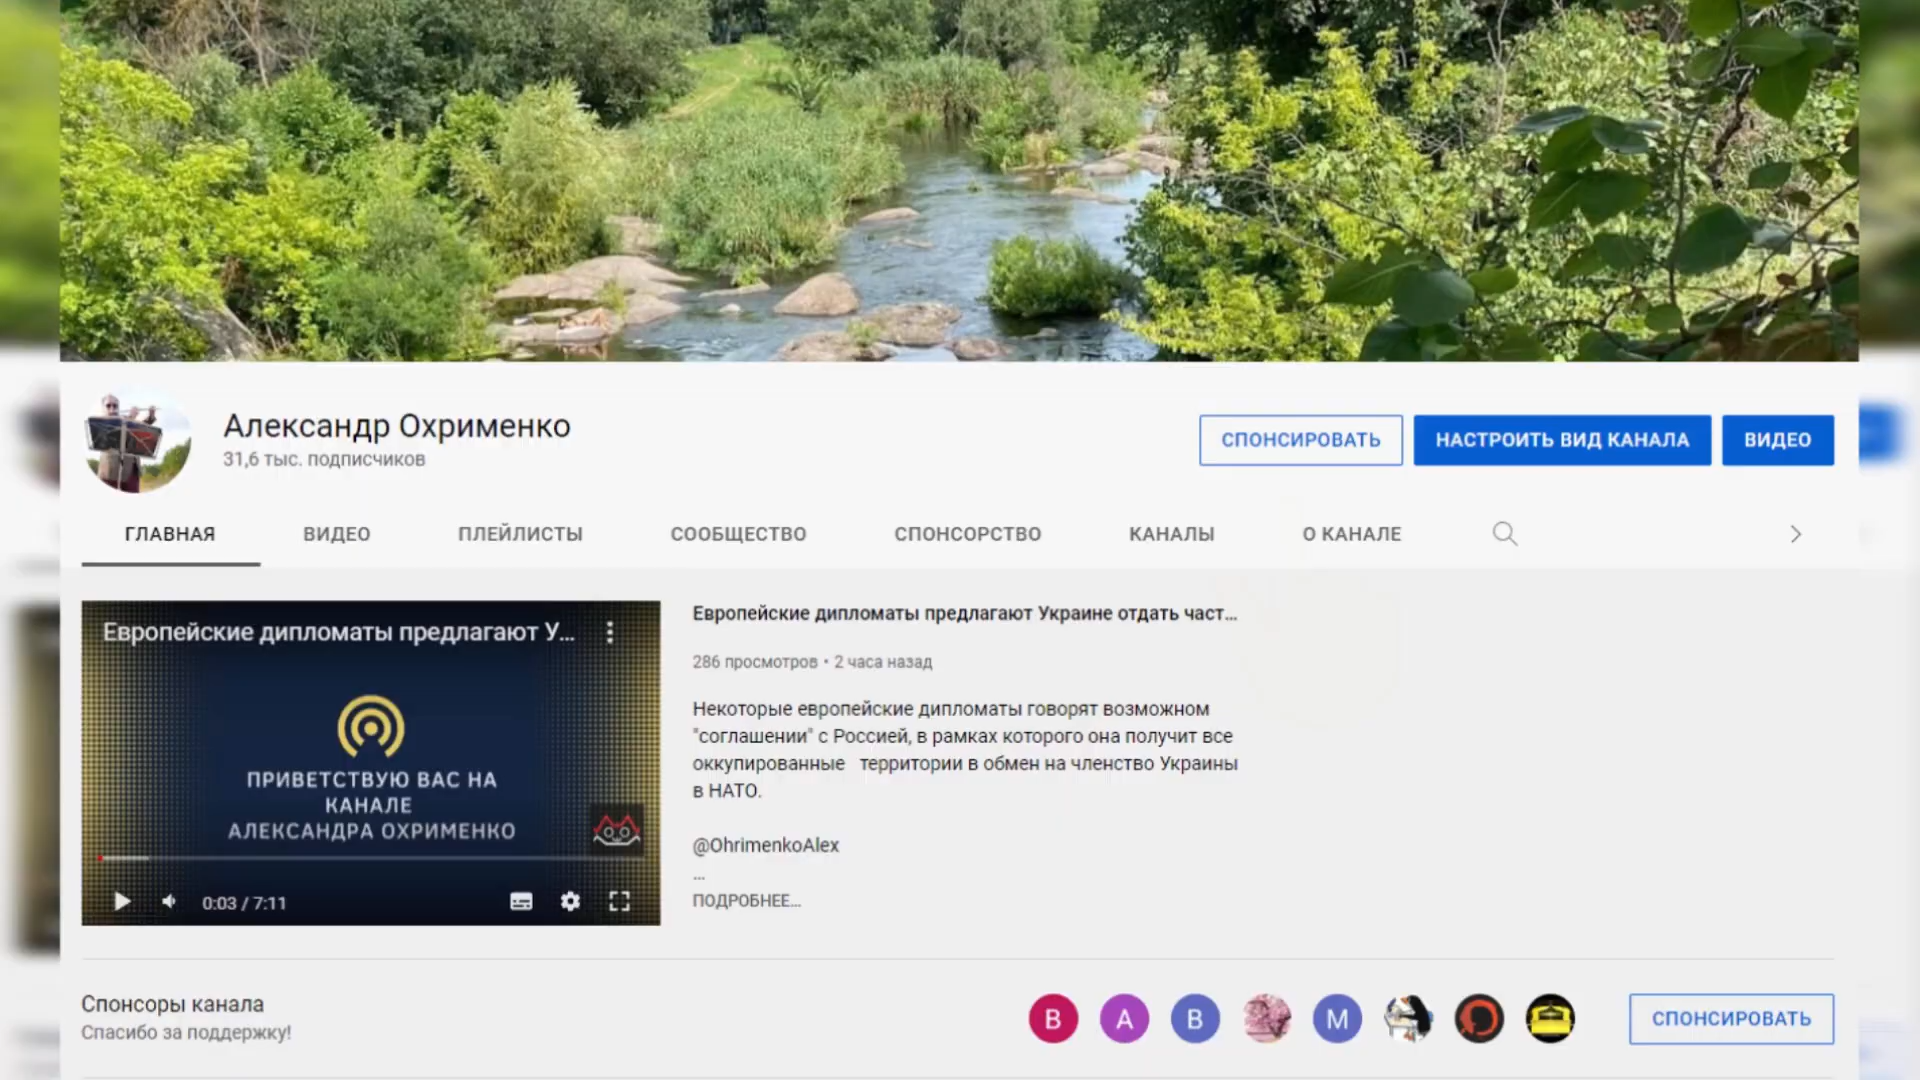 Александр Охрименко
31,6 тыс. подписчиков
СПОНСИРОВАТЬ
НАСТРОИТЬ ВИД КАНАЛА
ВИДЕО
ГЛАВНАЯ
ВИДЕО
ПЛЕЙЛИСТЫ
СООБЩЕСТВО
СПОНСОРСТВО
КАНАЛЫ
О КАНАЛЕ
Европейские дипломаты предлагают У...
ПРИВЕТСТВУЮ ВАС НА
КАНАЛЕ
АЛЕКСАНДРА ОХРИМЕНКО
0:03 / 7:11
Европейские дипломаты предлагают Украине отдать част...
286 просмотров • 2 часа назад
Некоторые европейские дипломаты говорят возможном
"соглашении" с Россией, в рамках которого она получит все
оккупированные территории в обмен на членство Украины
в НАТО.
@OhrimenkoAlex
...
ПОДРОБНЕЕ...
Спонсоры канала
Спасибо за поддержку!
В
А
В
М
СПОНСИРОВАТЬ